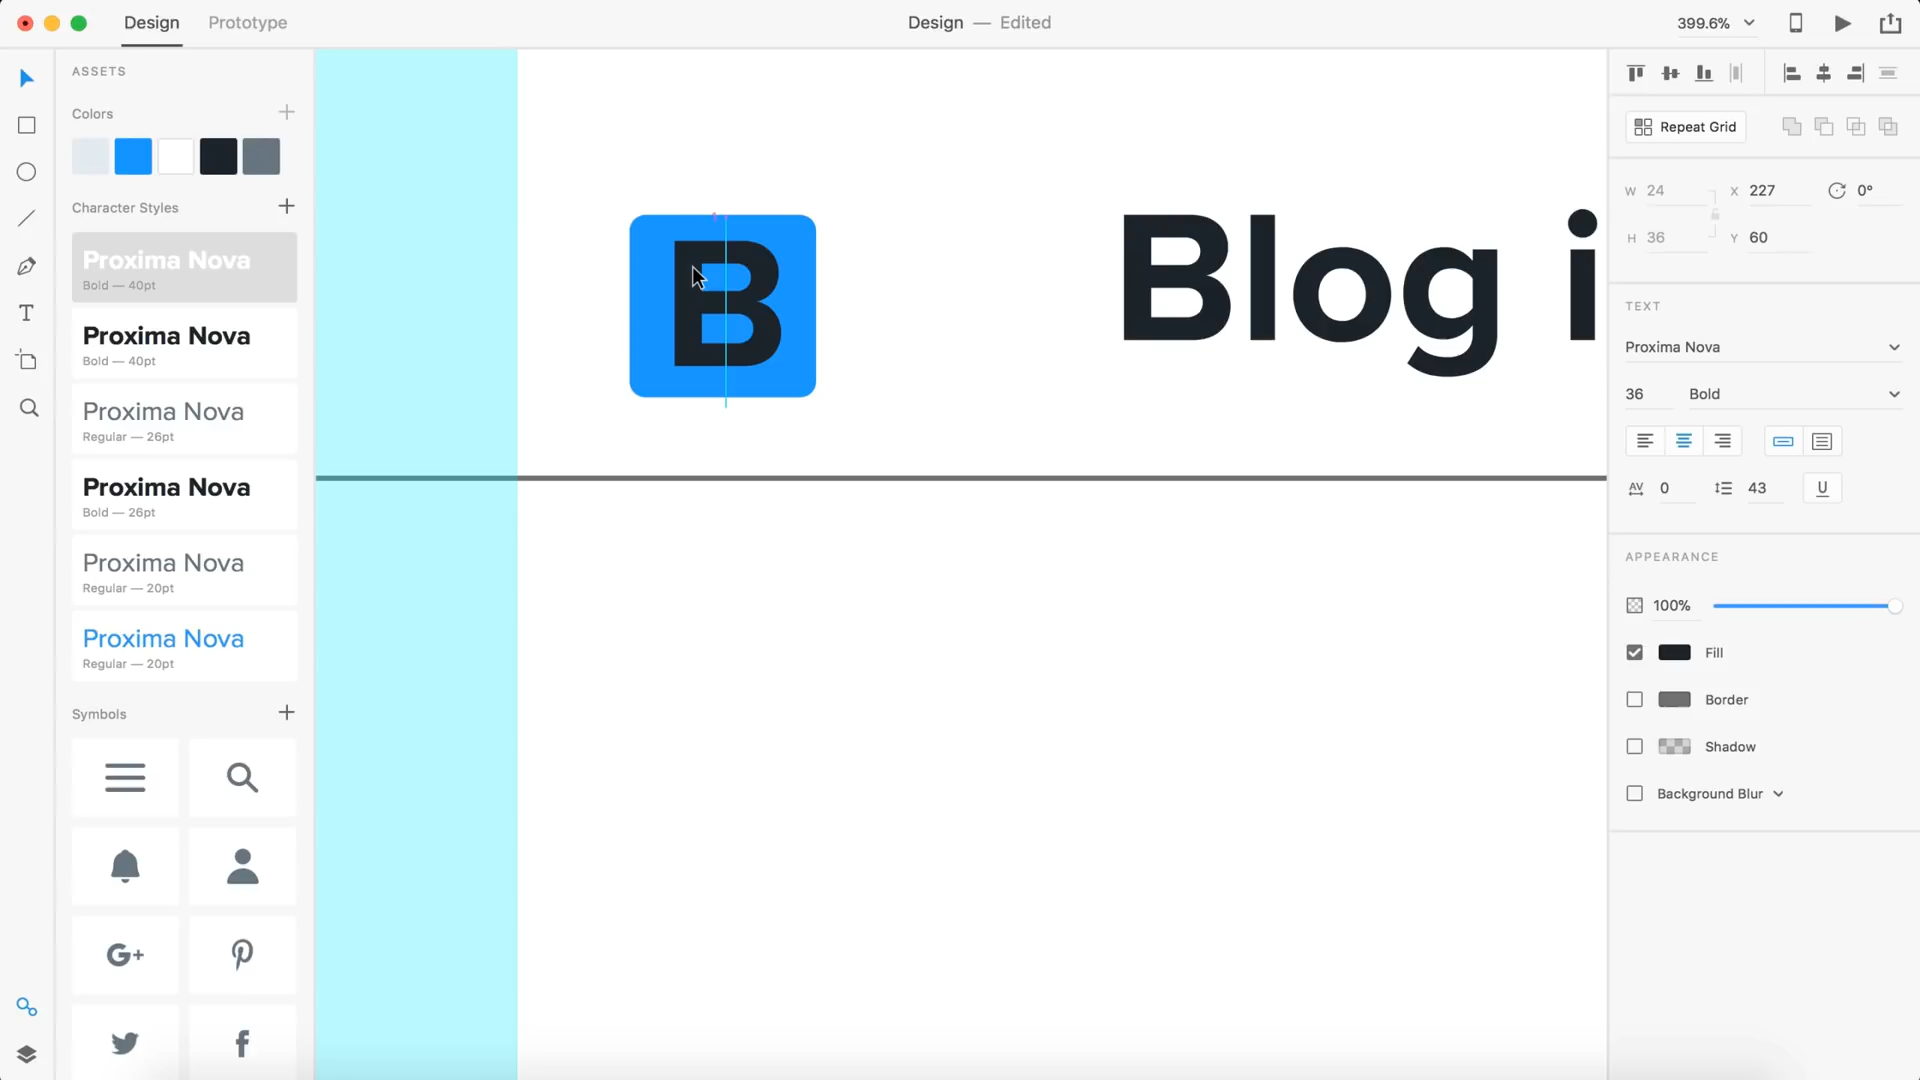 Design Prototype
Design — Edited
399.6%
ASSETS
Colors
Character Styles
Proxima Nova
Bold — 40pt
Proxima Nova
Bold — 40pt
Proxima Nova
Regular — 26pt
Proxima Nova
Bold — 26pt
Proxima Nova
Regular — 20pt
Proxima Nova
Regular — 20pt
Symbols
G+
B
Blog i
Repeat Grid
W 24 X 227 0°
H 36 Y 60
TEXT
Proxima Nova
36 Bold
AV 0 43 U
APPEARANCE
100%
Fill
Border
Shadow
Background Blur